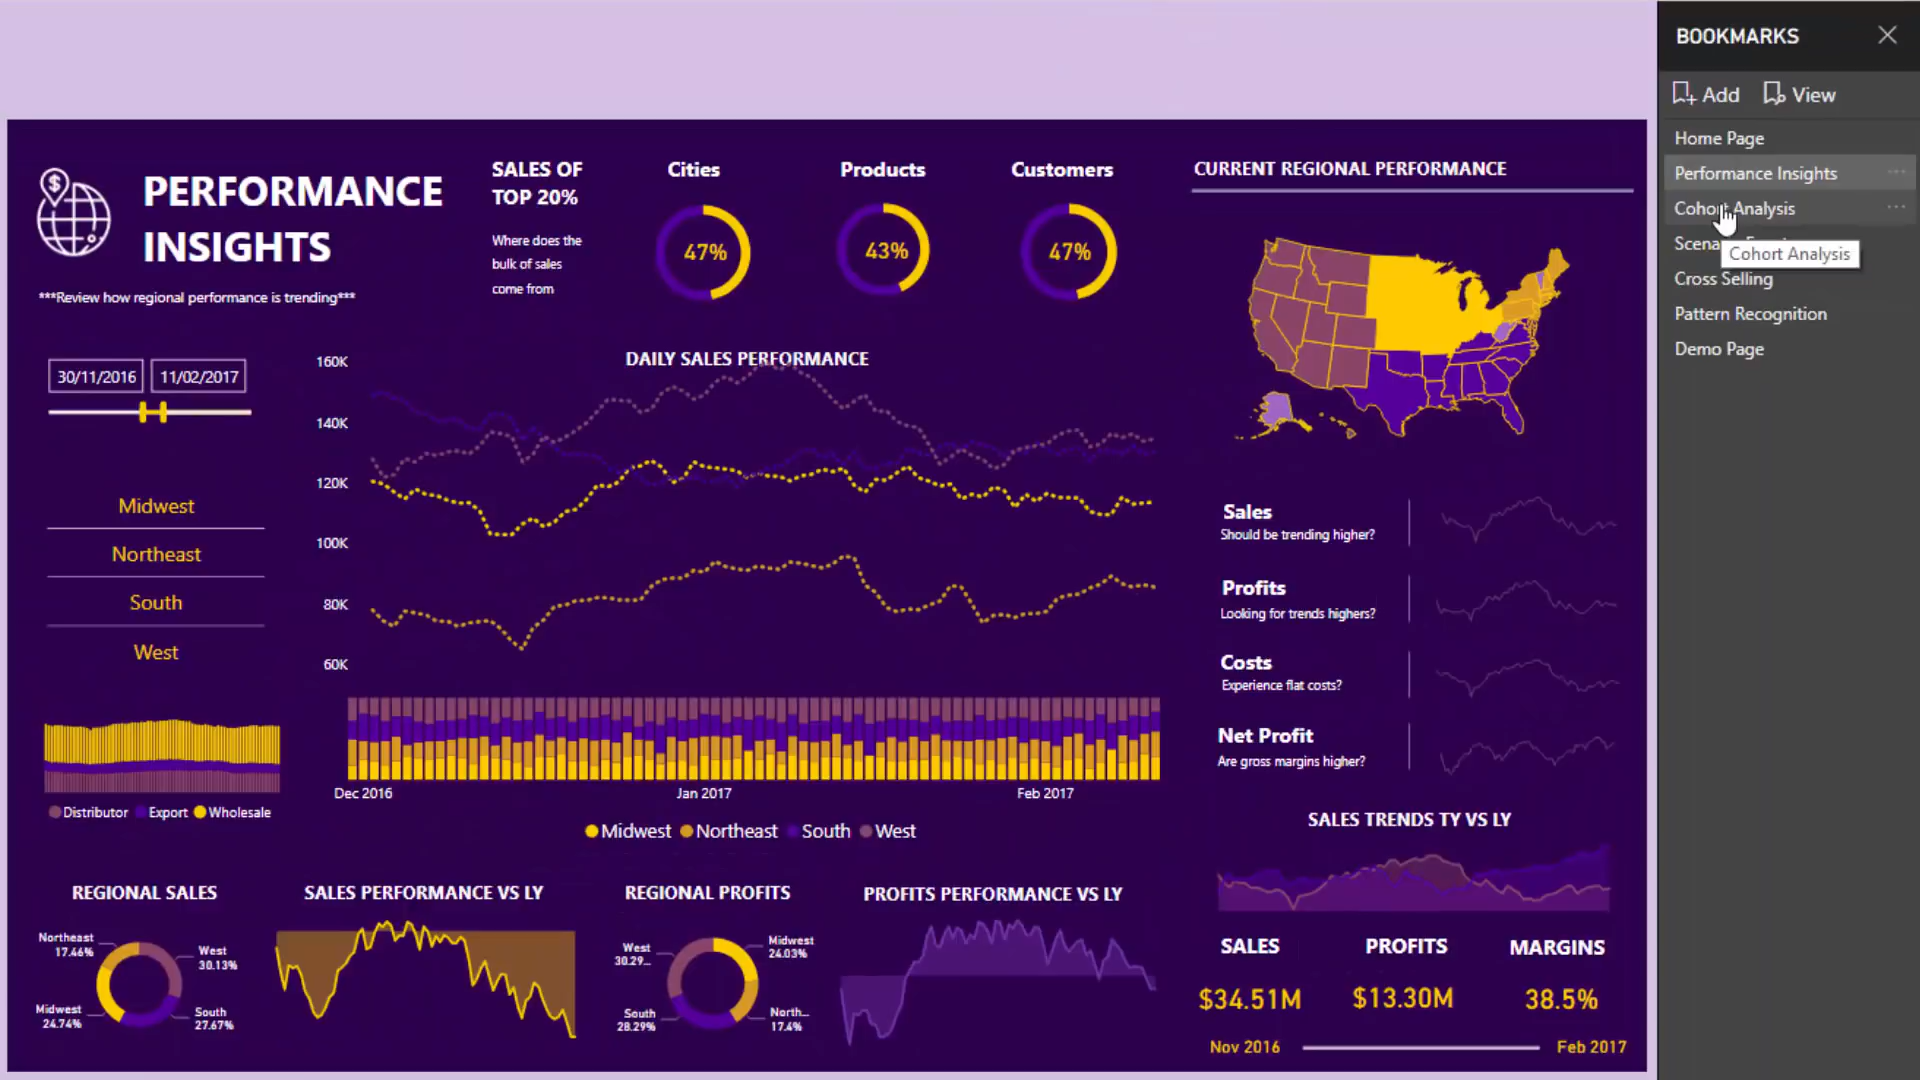 BOOKMARKS
Add
View
Home Page
Performance Insights
Cohort Analysis
Cohort Analysis
Cross Selling
Pattern Recognition
Demo Page
$
PERFORMANCE
INSIGHTS
***Review how regional performance is trending***
SALES OF
TOP 20%
Where does the
bulk of sales
come from
Cities
47%
Products
43%
Customers
47%
CURRENT REGIONAL PERFORMANCE
30/11/2016
11/02/2017
Midwest
Northeast
South
West
DAILY SALES PERFORMANCE
160K
140K
120K
100K
80K
60K
Dec 2016
Jan 2017
Feb 2017
Midwest Northeast South West
Distributor Export Wholesale
Sales
Should be trending higher?
Profits
Looking for trends highers?
Costs
Experience flat costs?
Net Profit
Are gross margins higher?
SALES TRENDS TY VS LY
REGIONAL SALES
Northeast
17.46%
West
30.13%
Midwest
24.74%
South
27.67%
SALES PERFORMANCE VS LY
REGIONAL PROFITS
West
30.29...
Midwest
24.03%
South
28.29%
North...
17.4%
PROFITS PERFORMANCE VS LY
SALES
PROFITS
MARGINS
$34.51M
$13.30M
38.5%
Nov 2016
Feb 2017